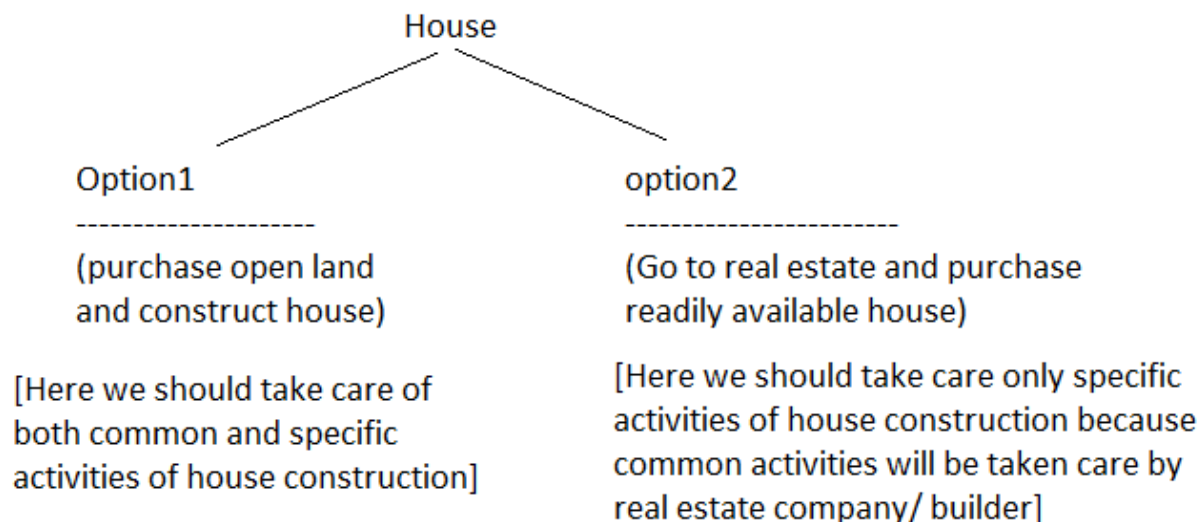 House
Option1
---------------------
(purchase open land
and construct house)
[Here we should take care of
both common and specific
activities of house construction]
option2
-------------------------
(Go to real estate and purchase
readily available house)
[Here we should take care only specific
activities of house construction because
common activities will be taken care by
real estate company/ builder]